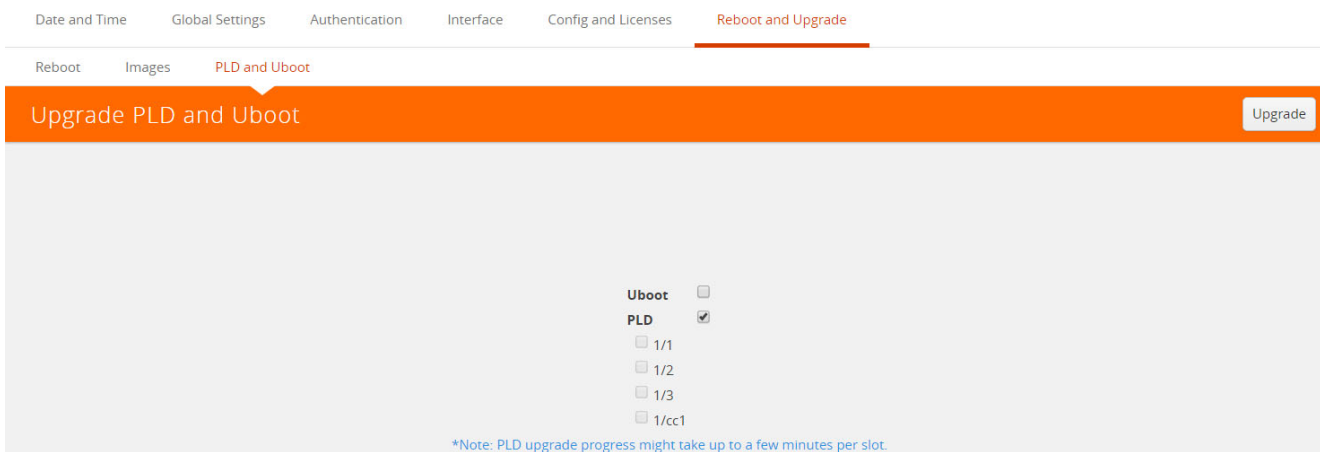 Date and Time Global Settings Authentication Interface Config and Licenses Reboot and Upgrade
Reboot Images PLD and Uboot
Upgrade PLD and Uboot Upgrade
Uboot
PLD
1/1
1/2
1/3
1/cc1
*Note: PLD upgrade progress might take up to a few minutes per slot.